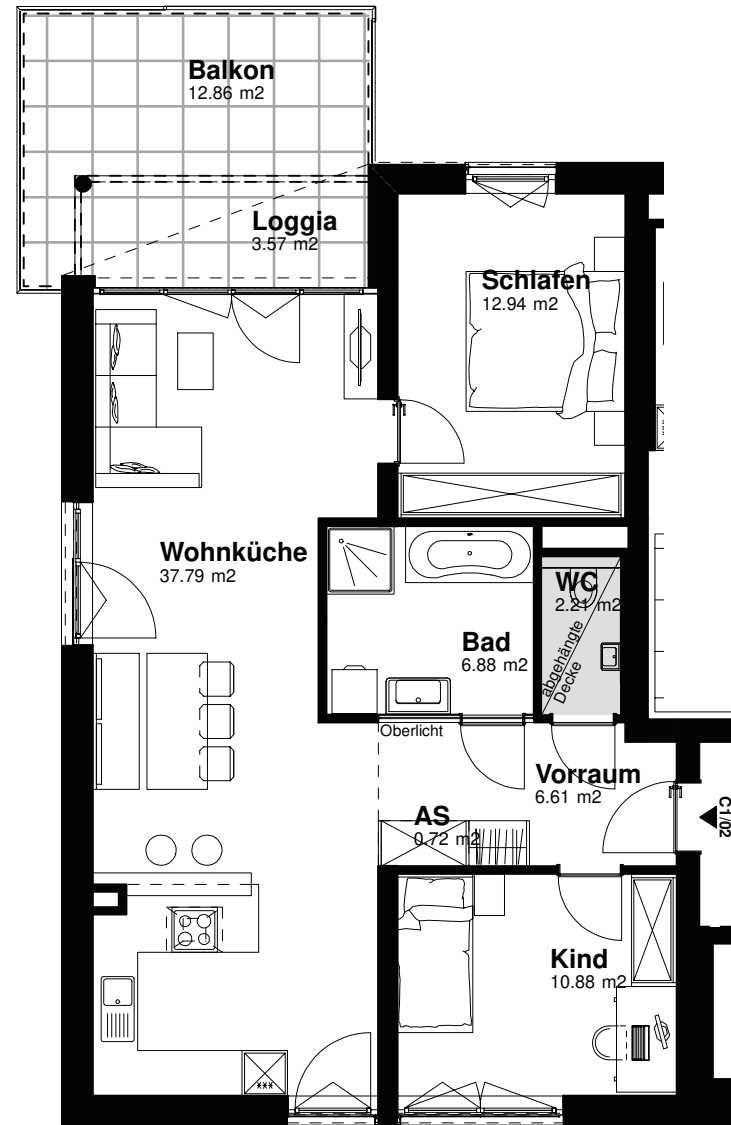 Balkon
12.86 m2
Loggia
3.57 m2
Schlafen
12.94 m2
Wohnküche
37.79 m2
WC
2.21 m2
abgehängte
Decke
Bad
6.88 m2
Oberlicht
Vorraum
6.61 m2
AS
0.72 m2
C1/02
Kind
10.88 m2
***